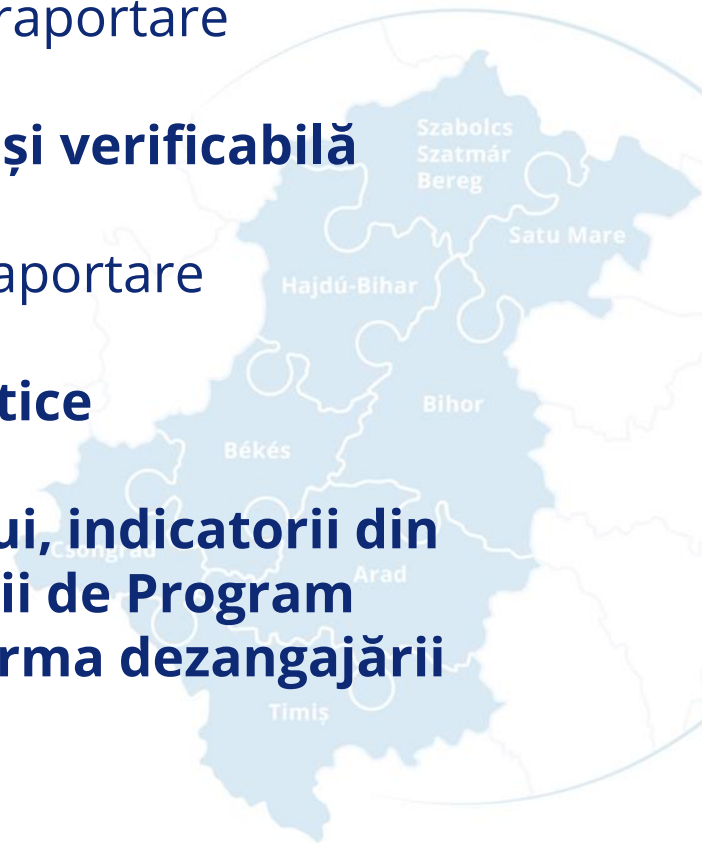 raportare
și verificabilă
aportare
tice
ui, indicatorii din
ii de Program
rma dezangajării
Szabolcs
Szatmár
Bereg
Satu Mare
Hajdú-Bihar
Bihor
Békés
Csongrád
Arad
Timiș